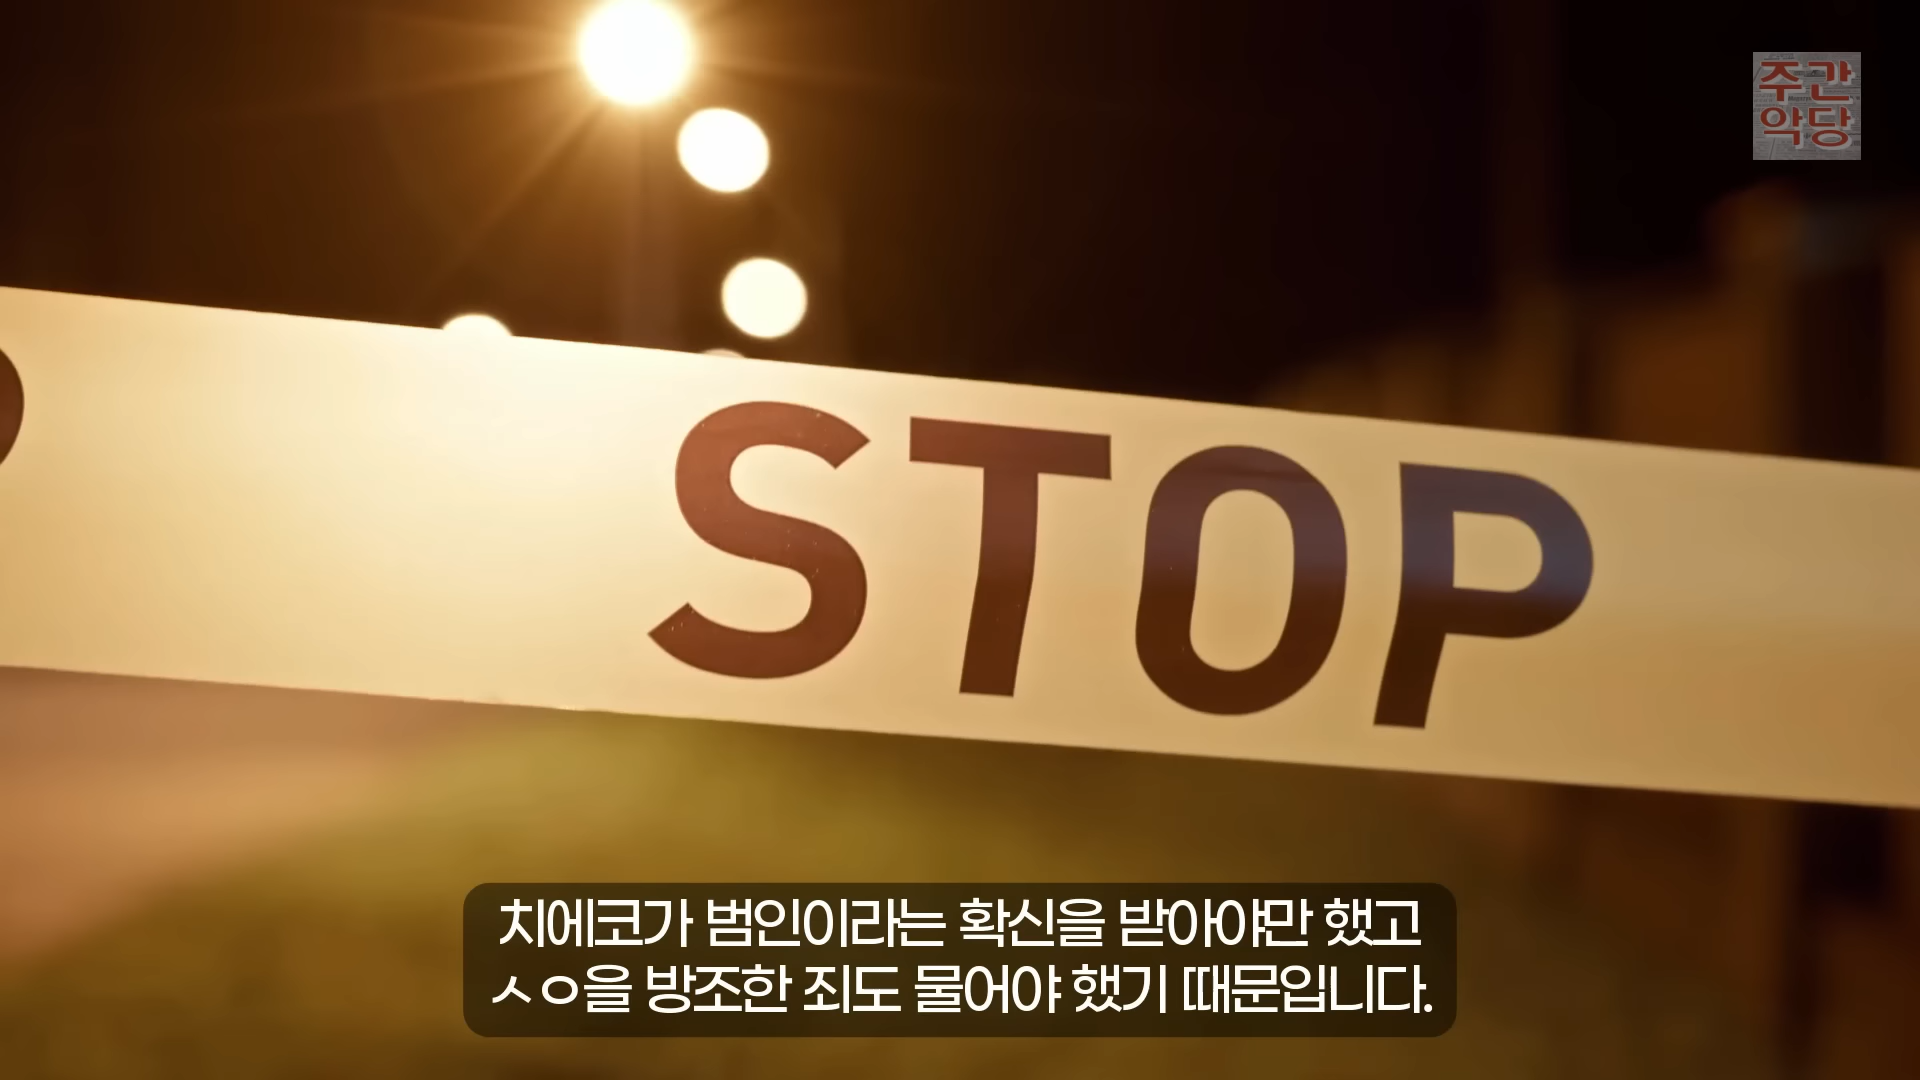 주간
악당
STOP
치에코가 범인이라는 확신을 받아야만 했고
ㅅㅇ을 방조한 죄도 물어야 했기 때문입니다.